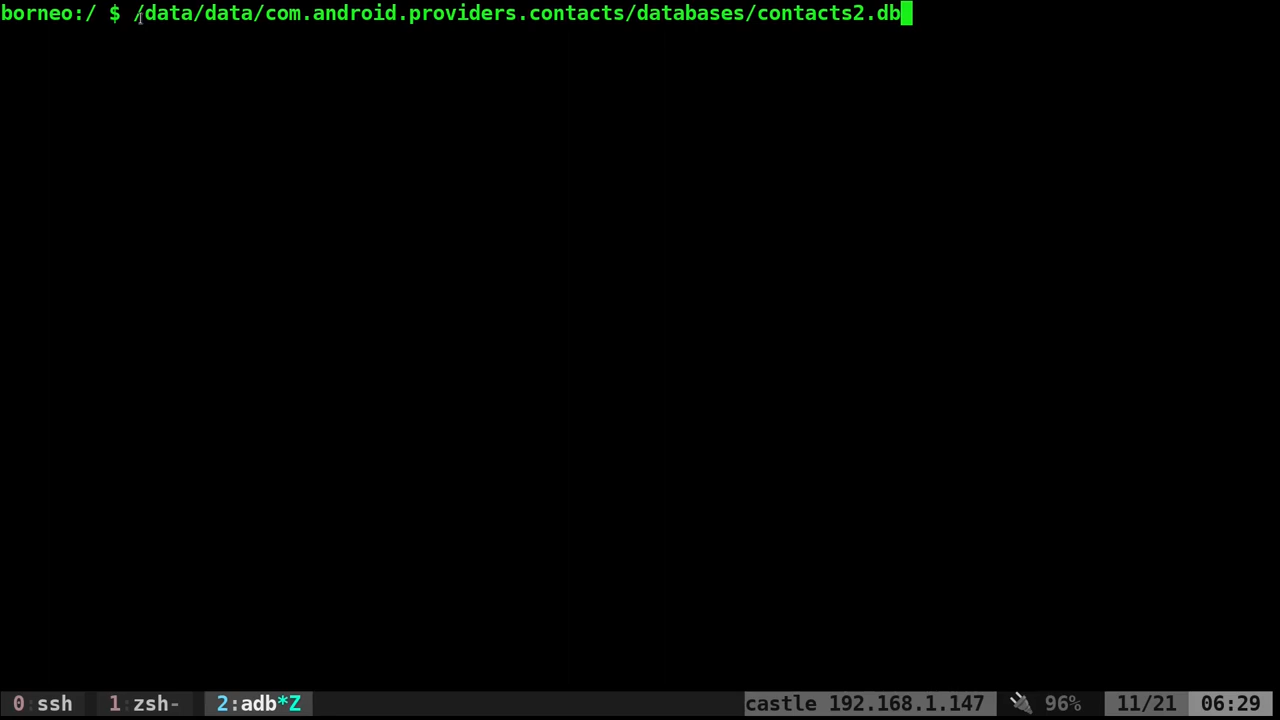 borneo:/ $ /data/data/com.android.providers.contacts/databases/contacts2.db
0 ssh 1 zsh- 2:adb*Z castle 192.168.1.147 96% 11/21 06:29